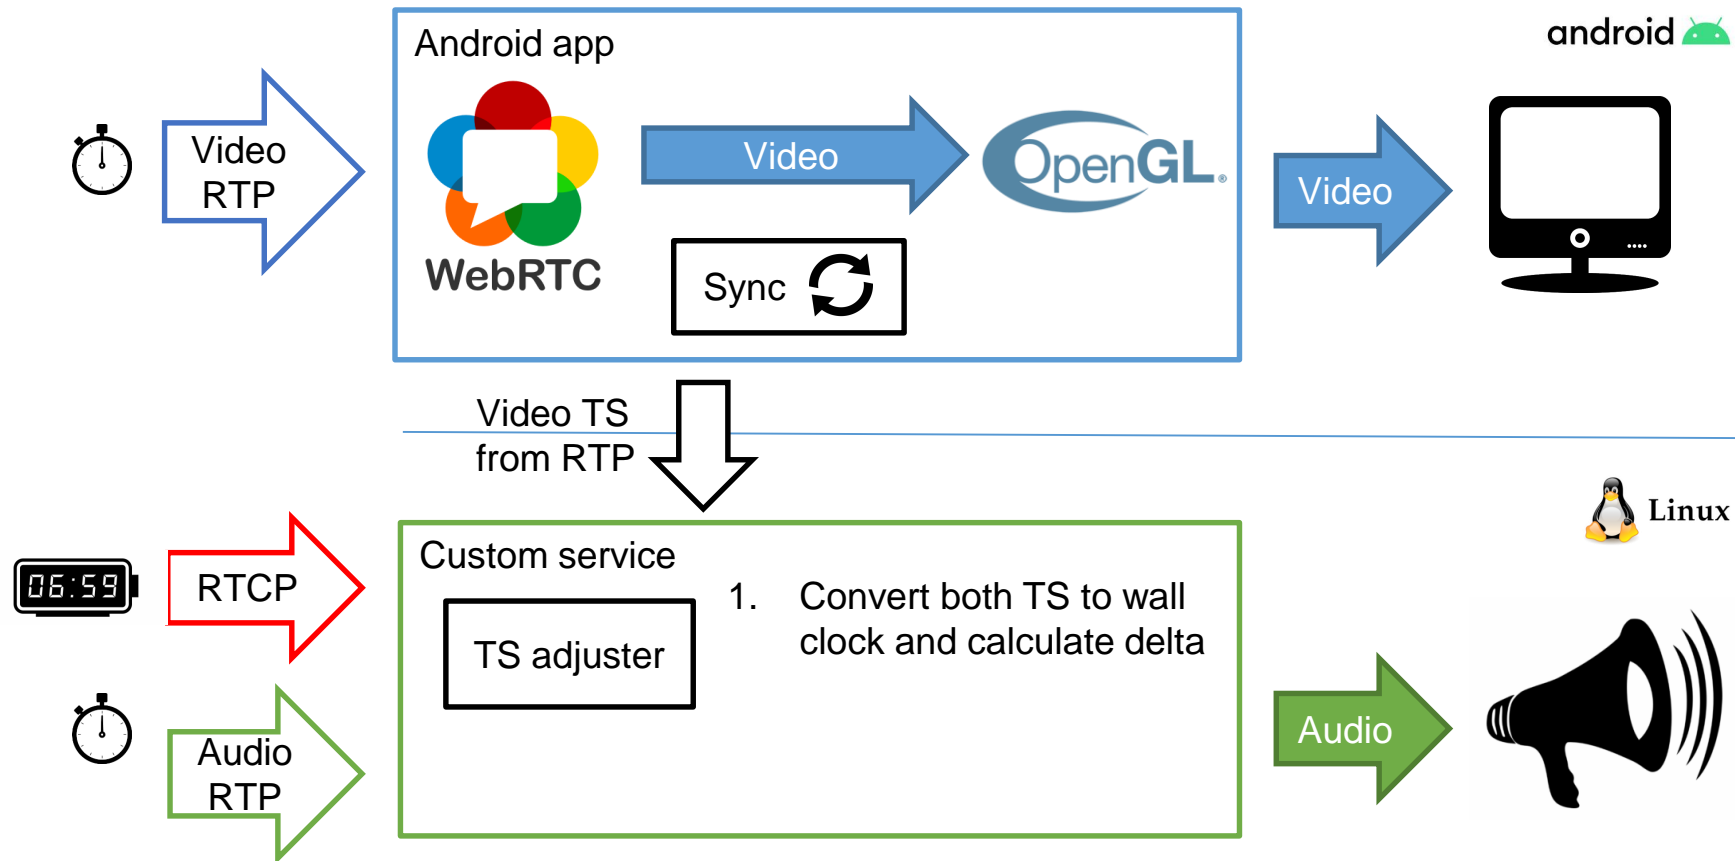 Android app
android
Video
RTP
WebRTC
Video
OpenGL®
Video
Sync
Video TS
from RTP
Linux
06:59
RTCP
Custom service
TS adjuster
1. Convert both TS to wall
clock and calculate delta
Audio
RTP
Audio